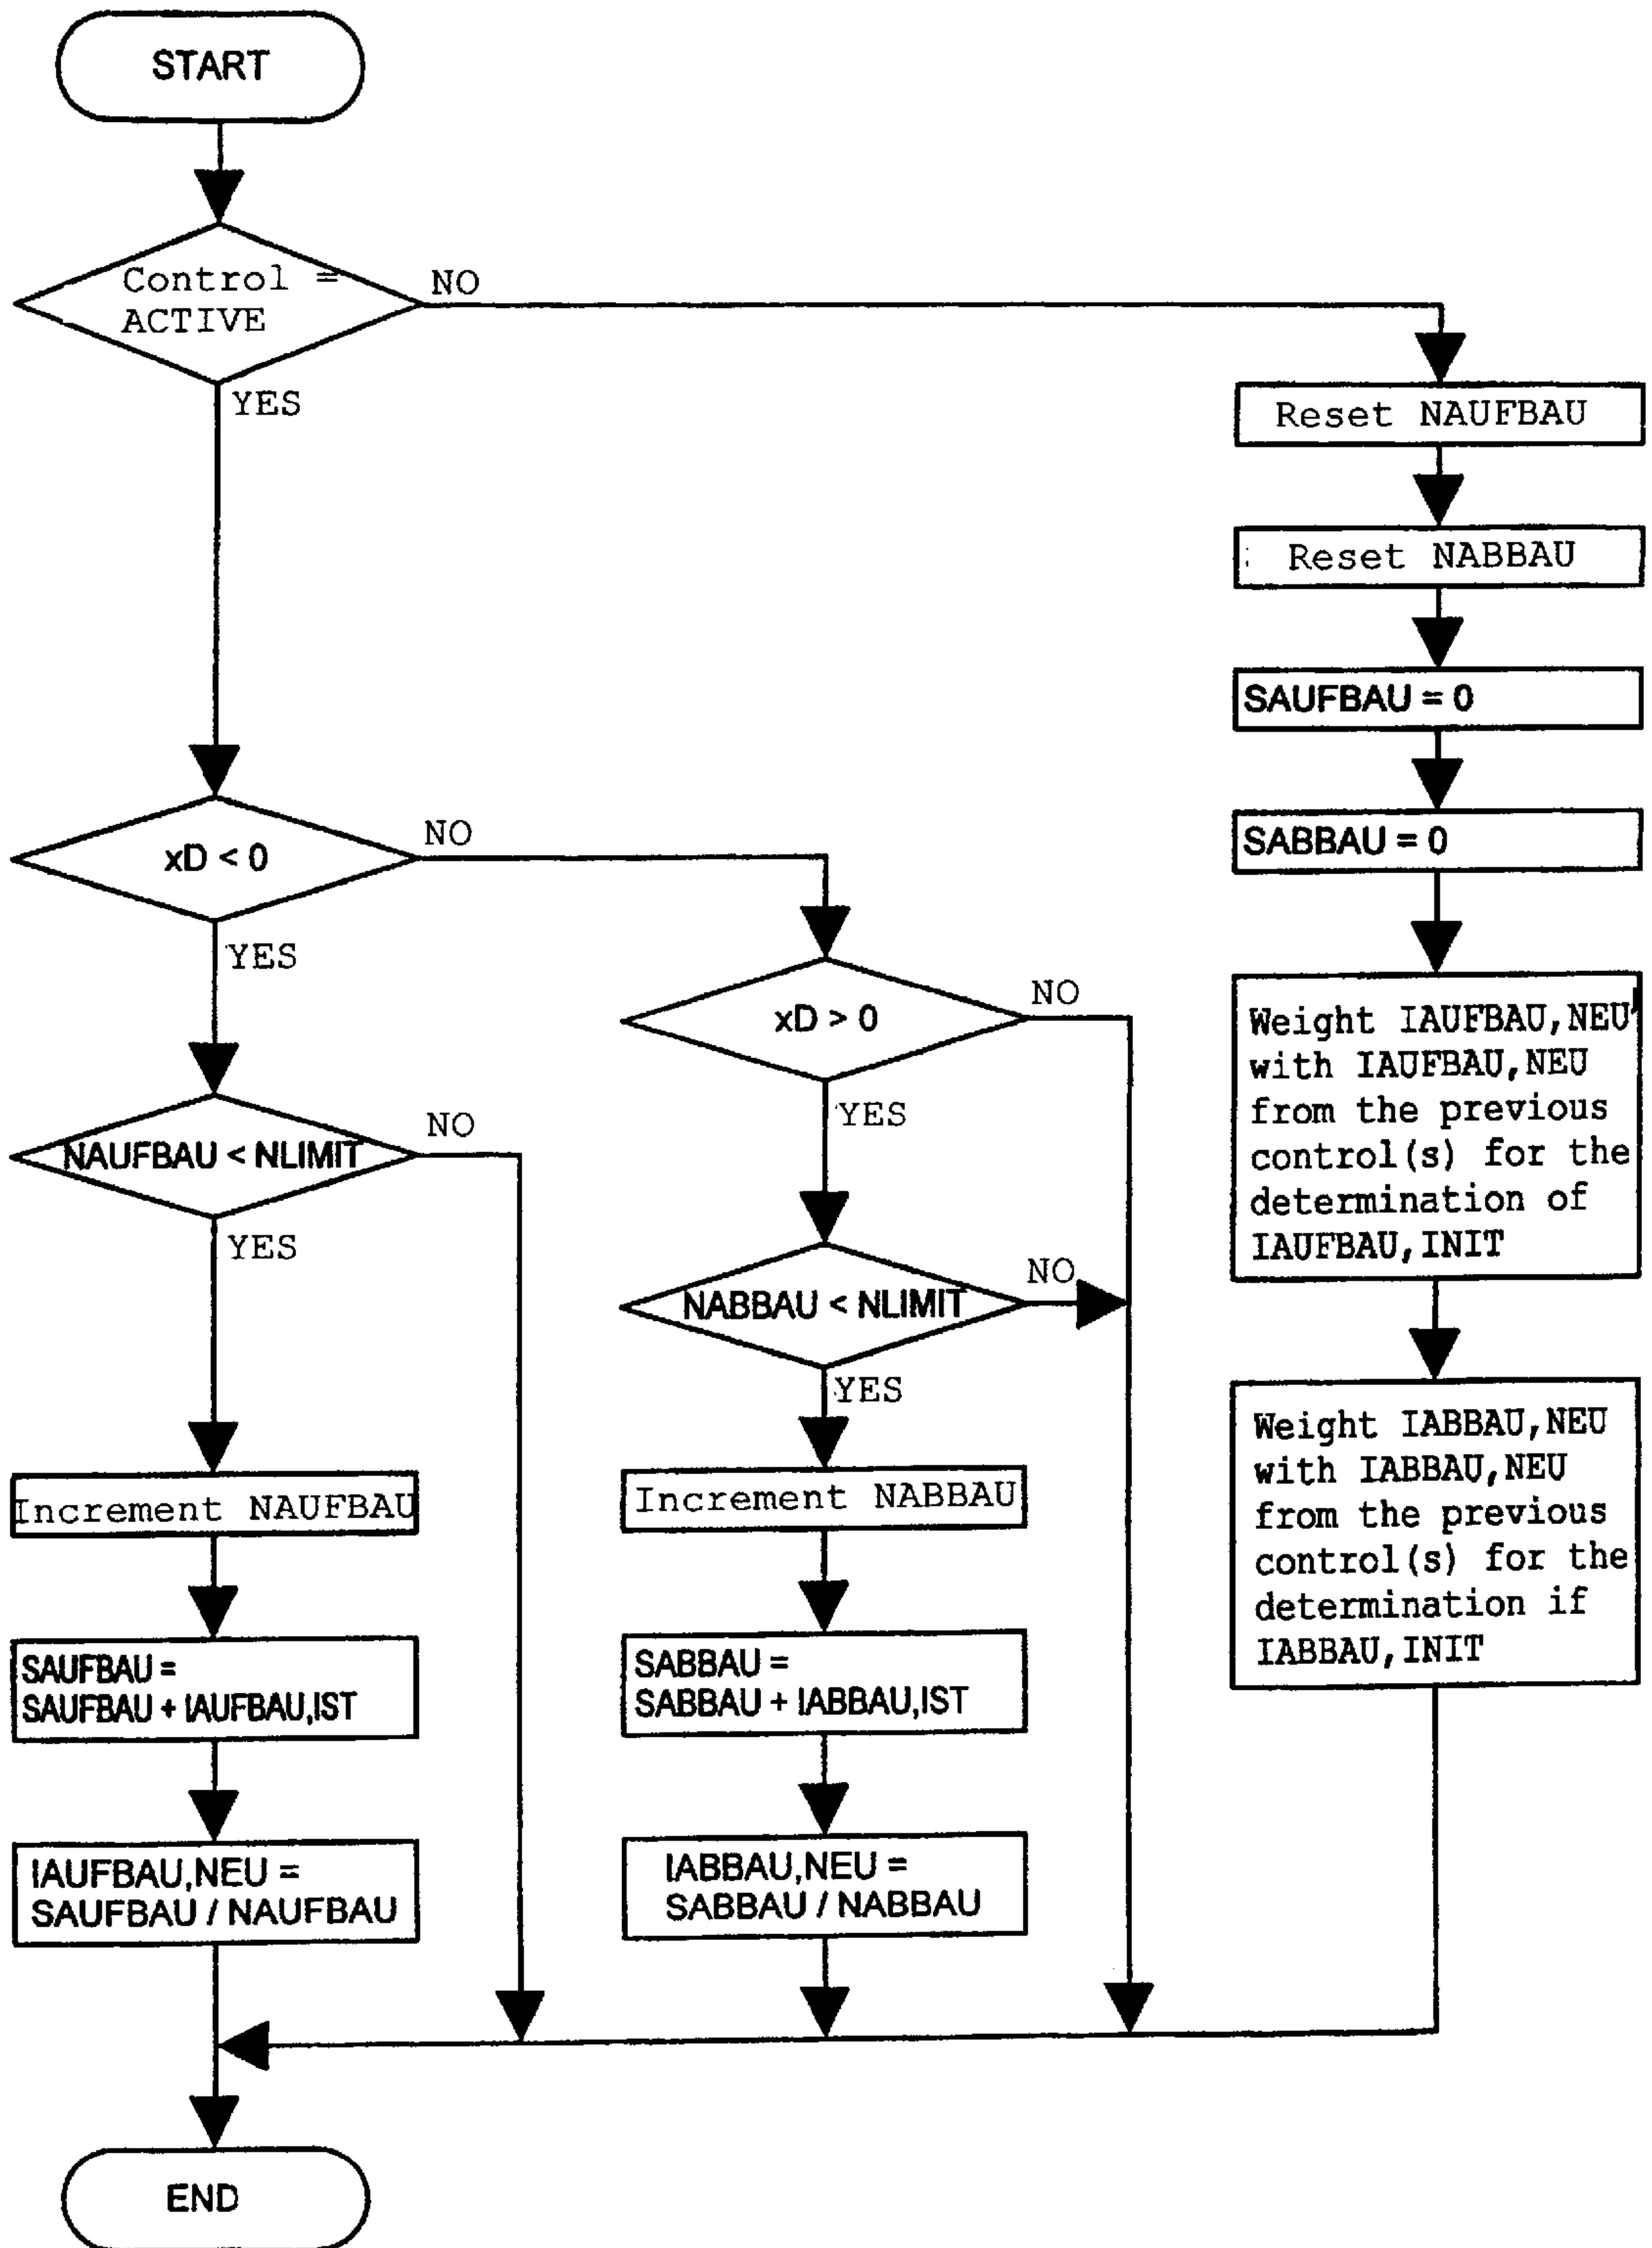 START
Control =
ACTIVE
NO
YES
Reset NAUFBAU
Reset NABBAU
SAUFBAU = 0
SABBAU = 0
xD < 0
NO
YES
xD > 0
NO
YES
Weight IAUFBAU,NEU
with IAUFBAU,NEU
from the previous
control(s) for the
determination of
IAUFBAU,INIT
NAUFBAU < NLIMIT
NO
YES
NABBAU < NLIMIT
NO
YES
Weight IABBAU,NEU
with IABBAU,NEU
from the previous
control(s) for the
determination if
IABBAU,INIT
Increment NAUFBAU
Increment NABBAU
SAUFBAU =
SAUFBAU + IAUFBAU,IST
SABBAU =
SABBAU + IABBAU,IST
IAUFBAU,NEU =
SAUFBAU / NAUFBAU
IABBAU,NEU =
SABBAU / NABBAU
END